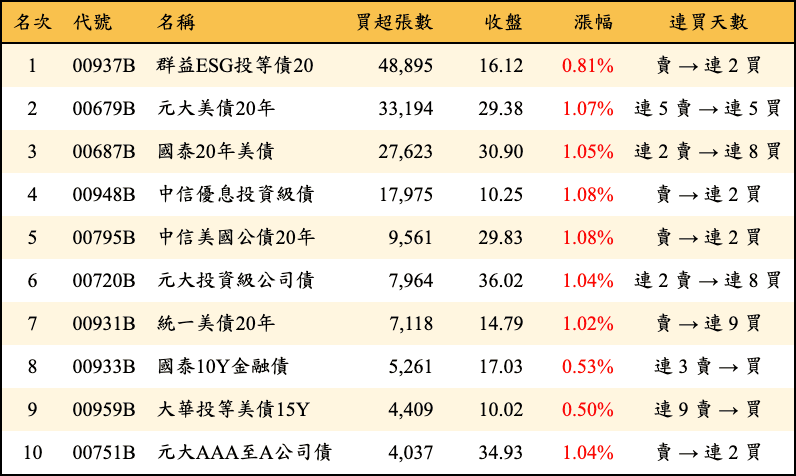 名次 代號 名稱 買超張數 收盤 漲幅 連買天數
1 00937B 群益ESG投等債20 48,895 16.12 0.81% 賣 → 連 2 買
2 00679B 元大美債20年 33,194 29.38 1.07% 連 5 賣 → 連 5 買
3 00687B 國泰20年美債 27,623 30.90 1.05% 連 2 賣 → 連 8 買
4 00948B 中信優息投資級債 17,975 10.25 1.08% 賣 → 連 2 買
5 00795B 中信美國公債20年 9,561 29.83 1.08% 賣 → 連 2 買
6 00720B 元大投資級公司債 7,964 36.02 1.04% 連 2 賣 → 連 8 買
7 00931B 統一美債20年 7,118 14.79 1.02% 賣 → 連 9 買
8 00933B 國泰10Y金融債 5,261 17.03 0.53% 連 3 賣 → 買
9 00959B 大華投等美債15Y 4,409 10.02 0.50% 連 9 賣 → 買
10 00751B 元大AAA至A公司債 4,037 34.93 1.04% 賣 → 連 2 買